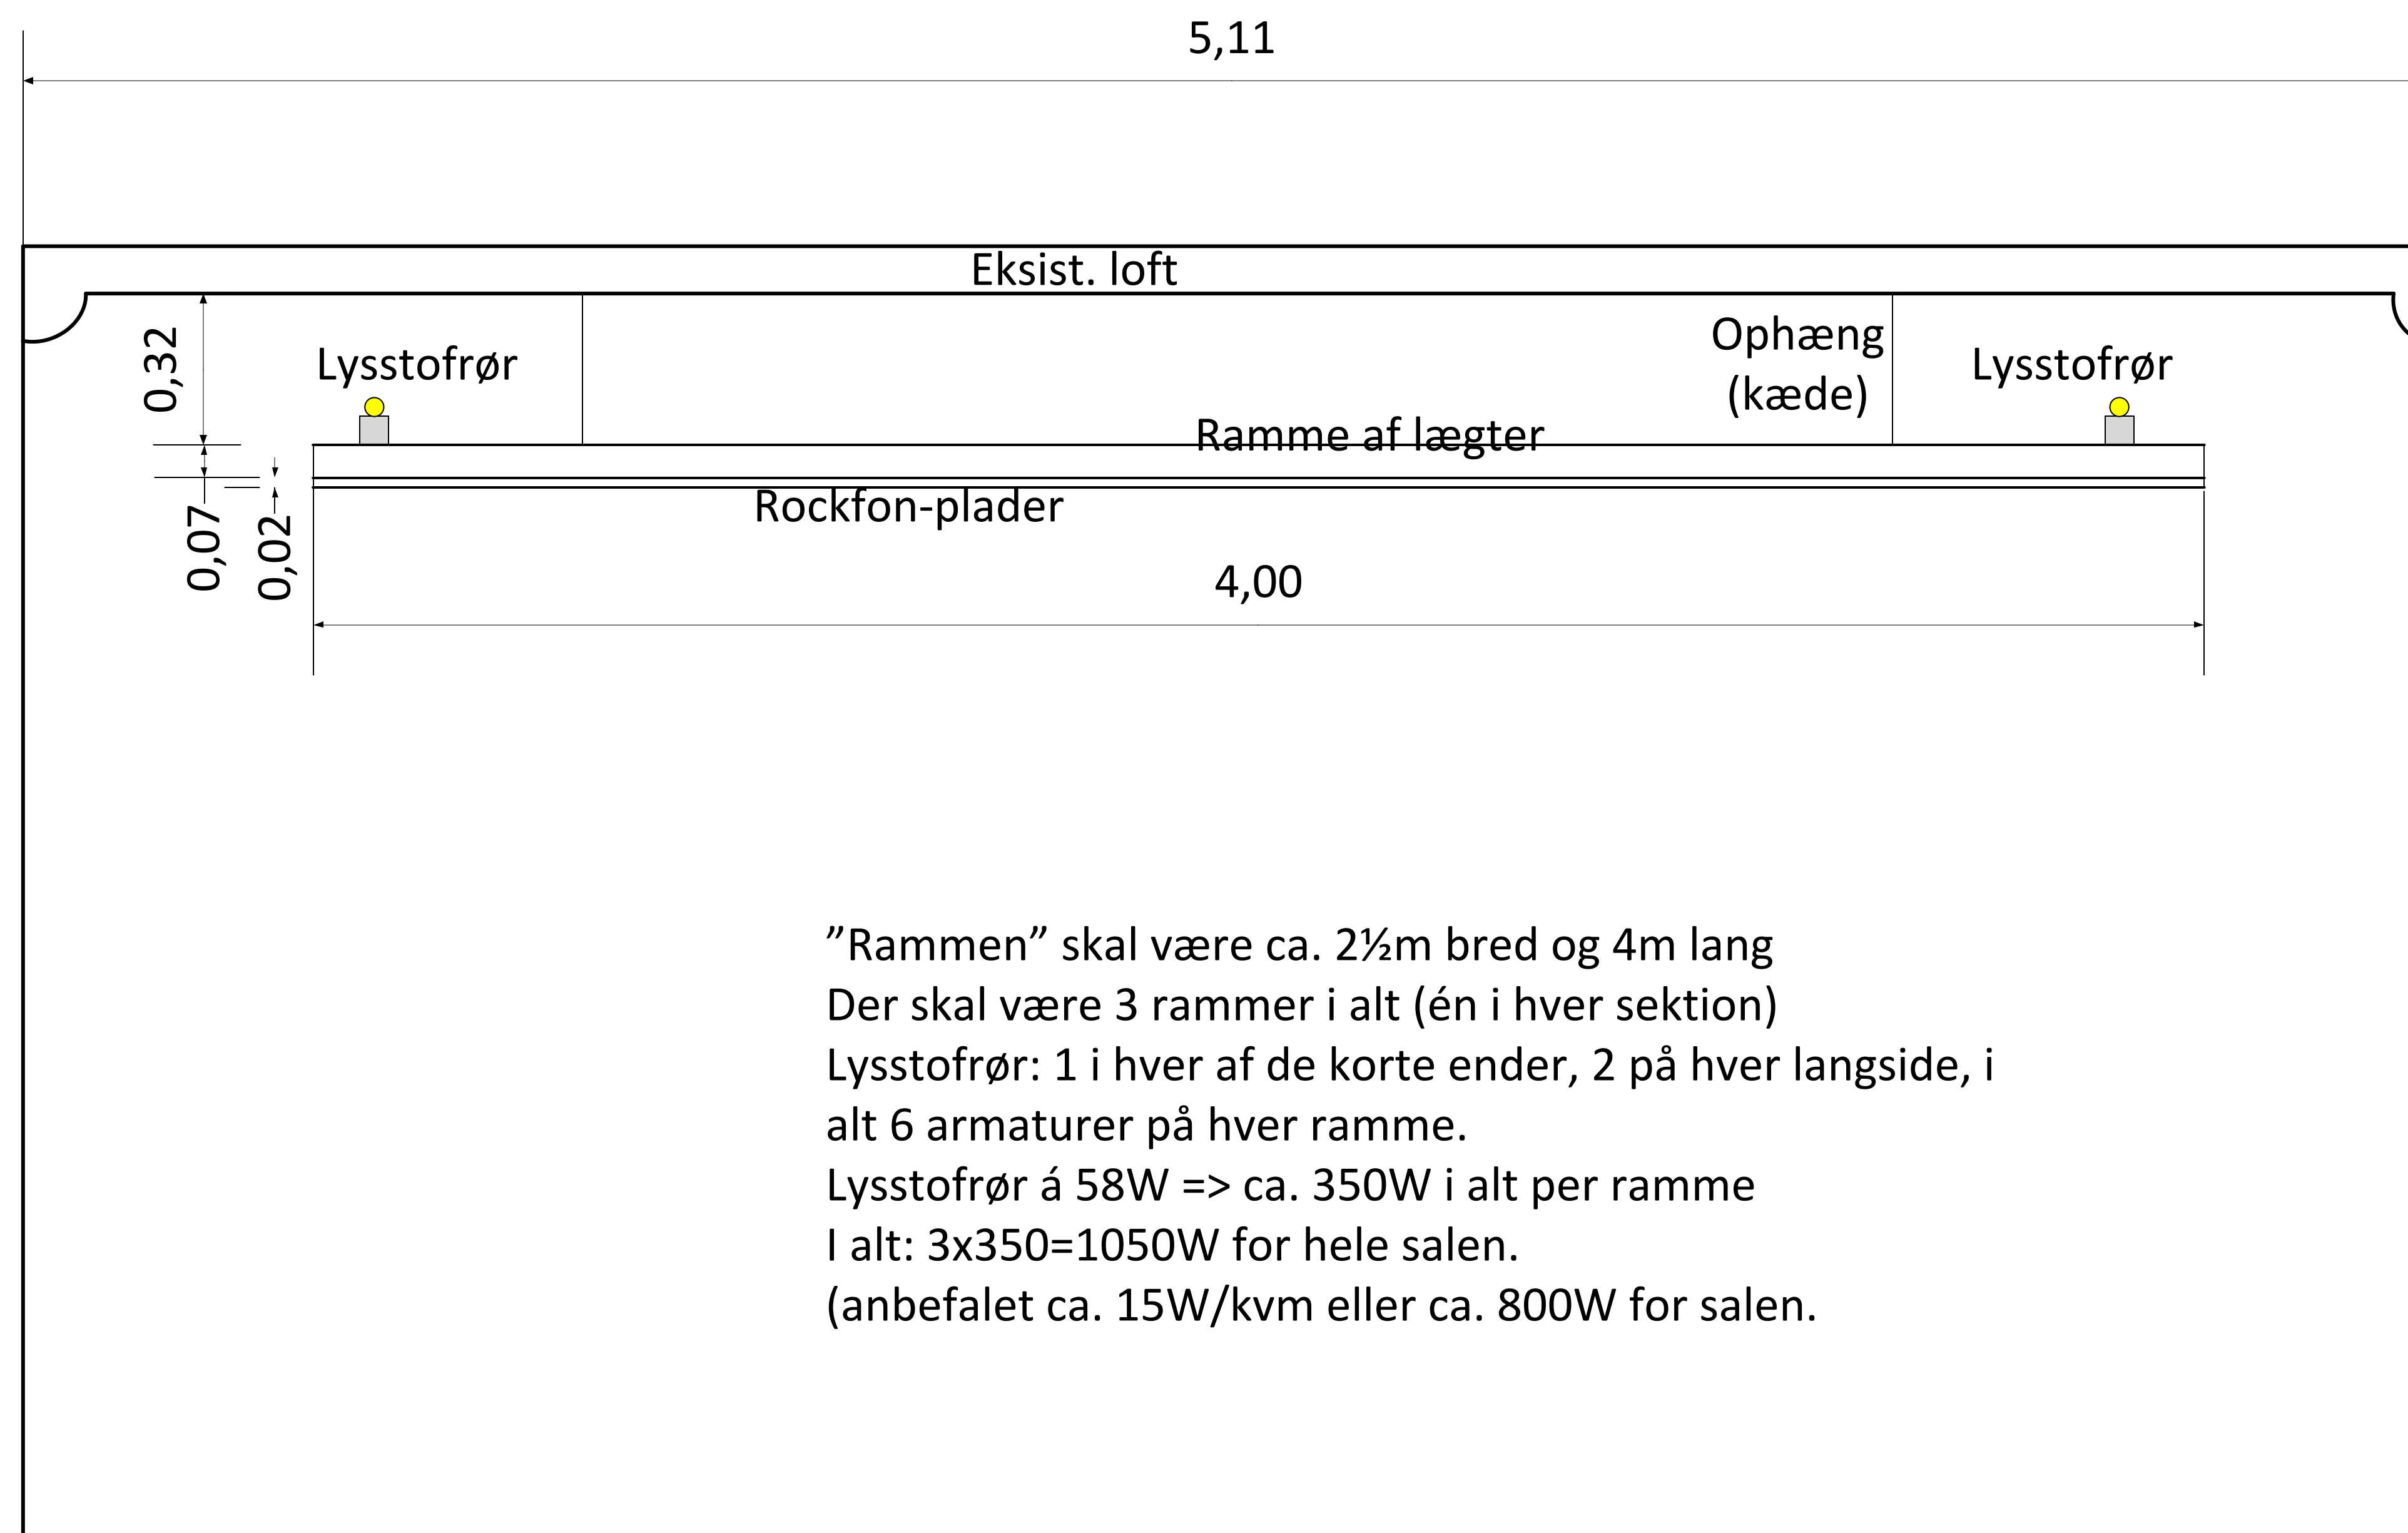 5,11
Eksist. loft
0,32
Lysstofrør
Ophæng
(kæde)
Lysstofrør
Ramme af lægter
Rockfon-plader
0,07
0,02
4,00
”Rammen” skal være ca. 2½m bred og 4m lang
Der skal være 3 rammer i alt (én i hver sektion)
Lysstofrør: 1 i hver af de korte ender, 2 på hver langside, i
alt 6 armaturer på hver ramme.
Lysstofrør á 58W => ca. 350W i alt per ramme
I alt: 3x350=1050W for hele salen.
(anbefalet ca. 15W/kvm eller ca. 800W for salen.